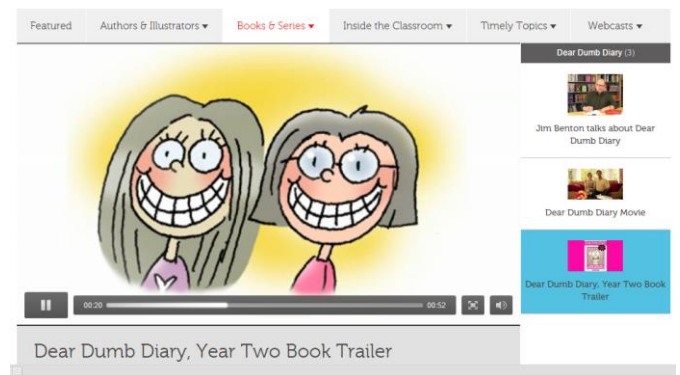 Featured
Authors & Illustrators ▾
Books & Series ▾
Inside the Classroom ▾
Timely Topics ▾
Webcasts ▾
Dear Dumb Diary (3)
Jim Benton talks about Dear
Dumb Diary
Dear Dumb Diary Movie
Dear Dumb Diary, Year Two Book
Trailer
00:20
00:52
Dear Dumb Diary, Year Two Book Trailer